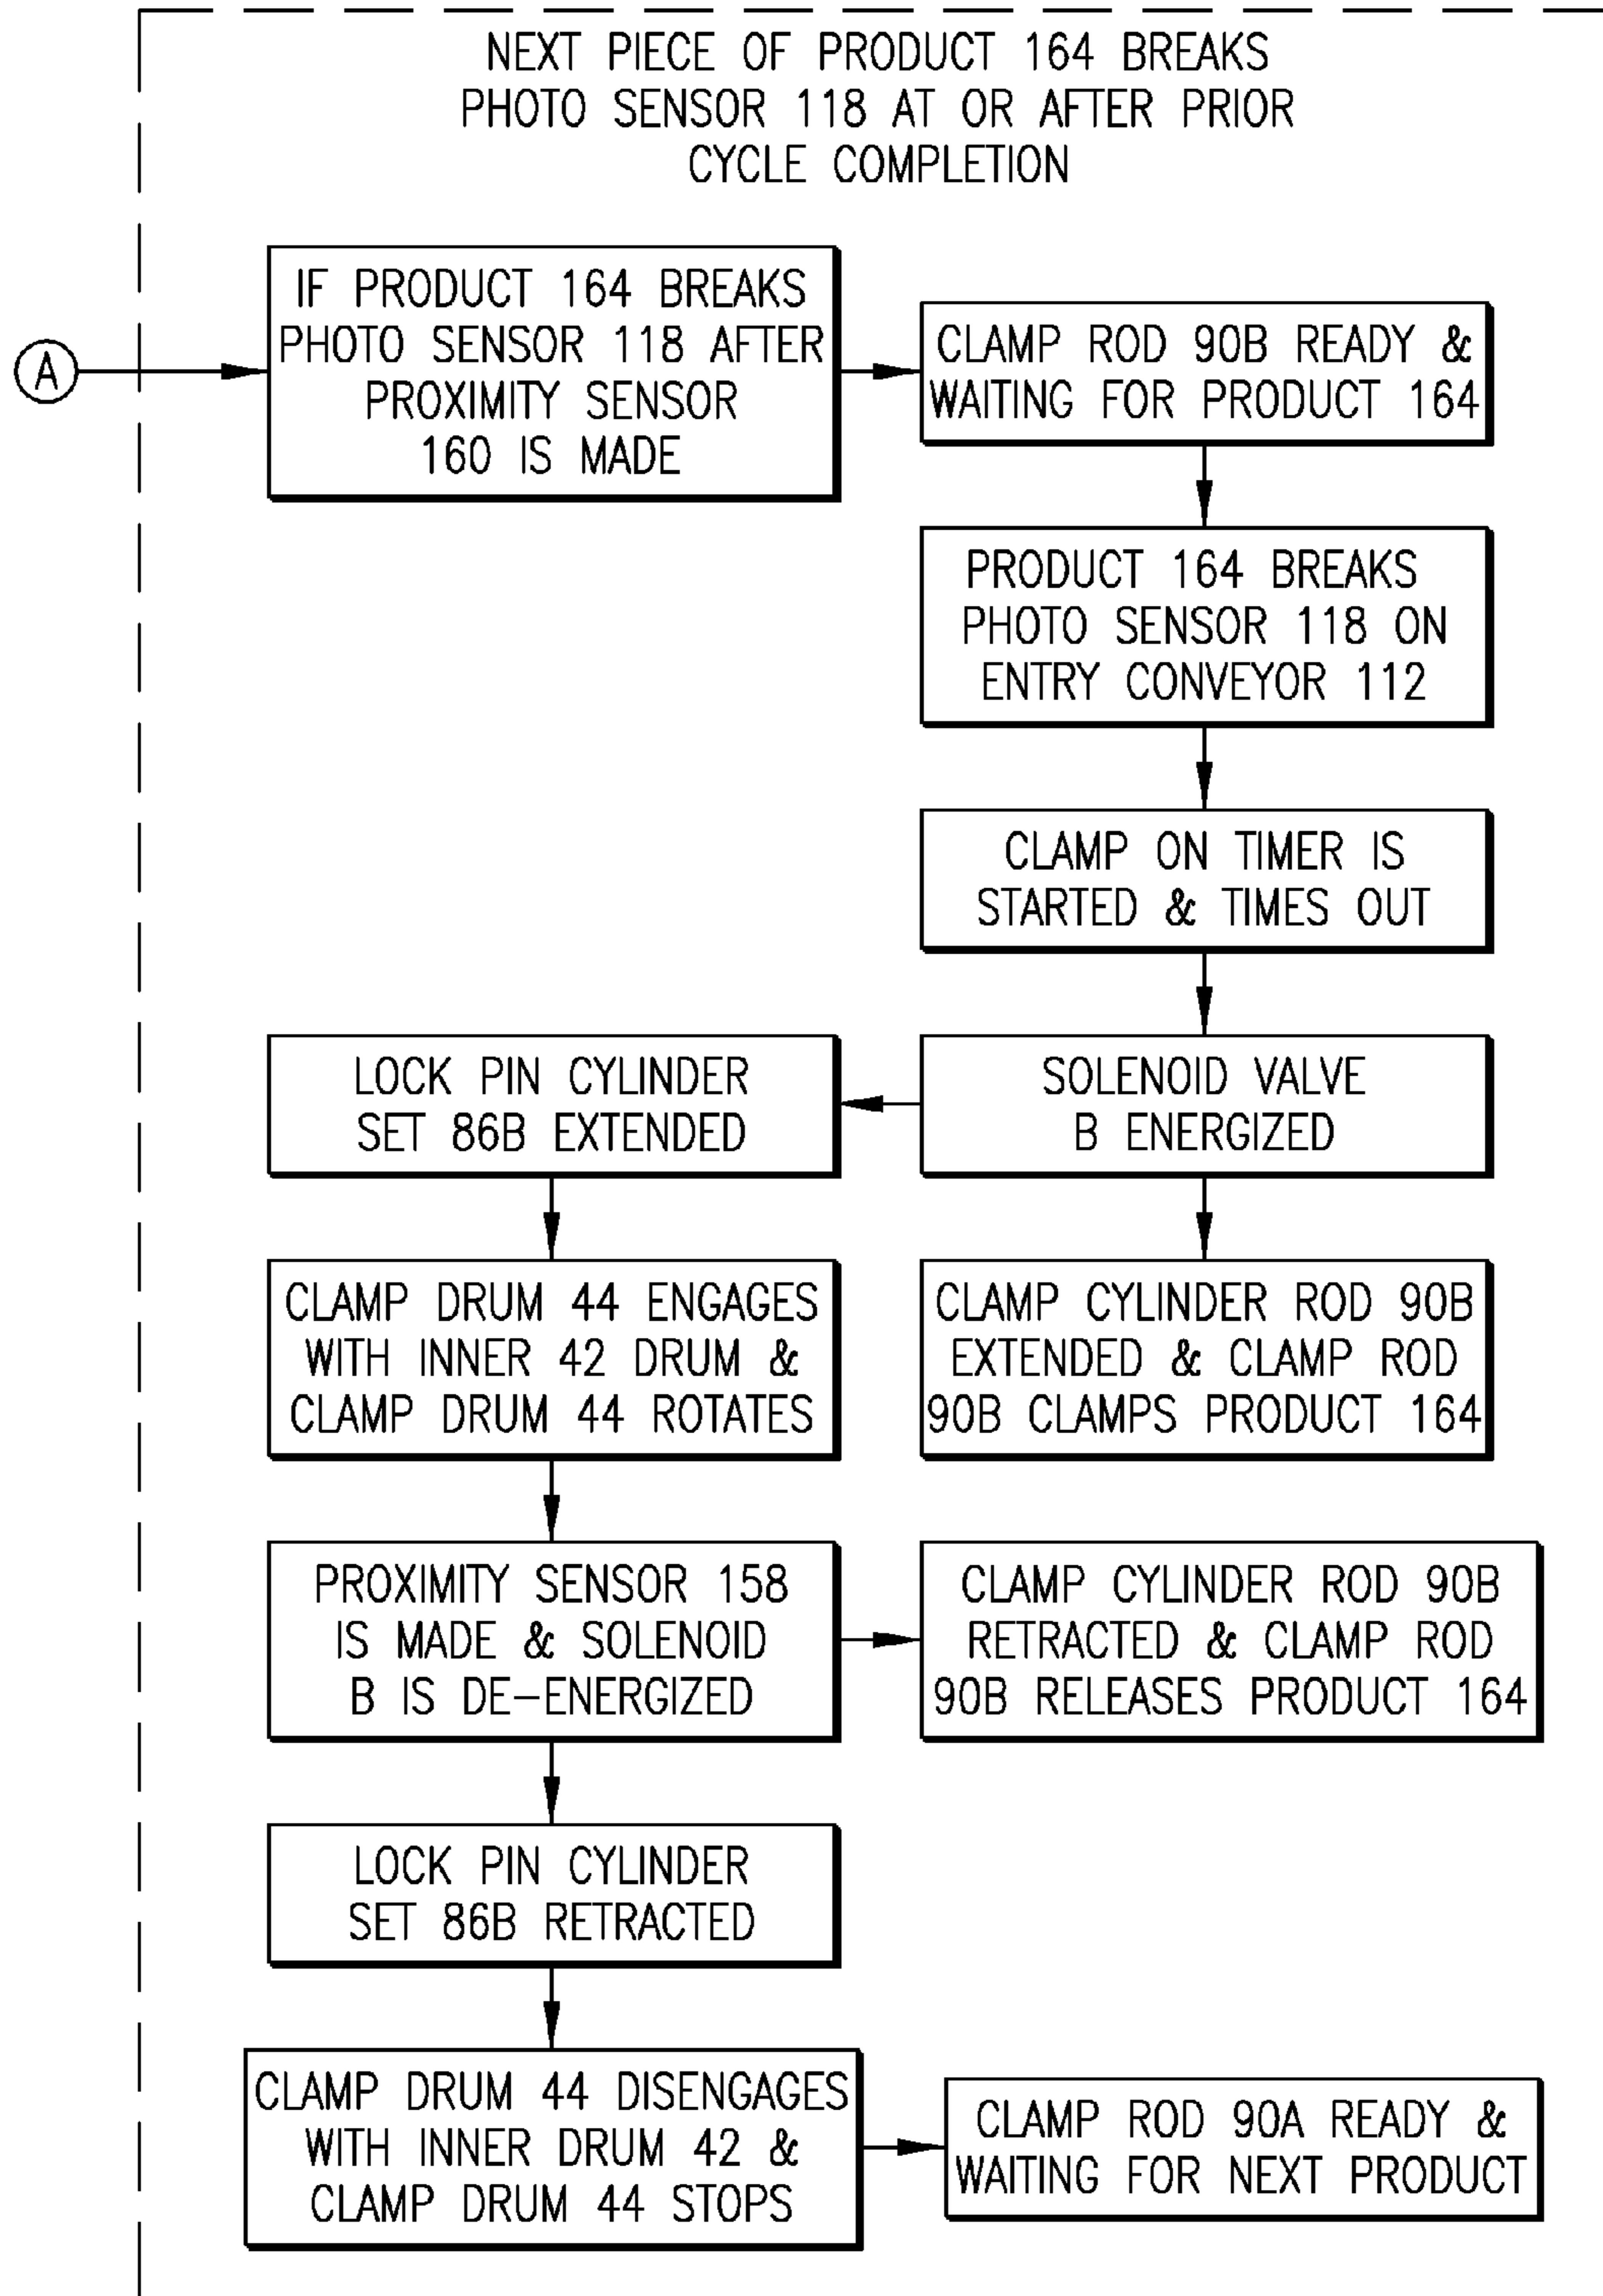 NEXT PIECE OF PRODUCT 164 BREAKS
PHOTO SENSOR 118 AT OR AFTER PRIOR
CYCLE COMPLETION
A
IF PRODUCT 164 BREAKS
PHOTO SENSOR 118 AFTER
PROXIMITY SENSOR
160 IS MADE
CLAMP ROD 90B READY &
WAITING FOR PRODUCT 164
PRODUCT 164 BREAKS
PHOTO SENSOR 118 ON
ENTRY CONVEYOR 112
CLAMP ON TIMER IS
STARTED & TIMES OUT
SOLENOID VALVE
B ENERGIZED
LOCK PIN CYLINDER
SET 86B EXTENDED
CLAMP DRUM 44 ENGAGES
WITH INNER 42 DRUM &
CLAMP DRUM 44 ROTATES
CLAMP CYLINDER ROD 90B
EXTENDED & CLAMP ROD
90B CLAMPS PRODUCT 164
PROXIMITY SENSOR 158
IS MADE & SOLENOID
B IS DE-ENERGIZED
CLAMP CYLINDER ROD 90B
RETRACTED & CLAMP ROD
90B RELEASES PRODUCT 164
LOCK PIN CYLINDER
SET 86B RETRACTED
CLAMP DRUM 44 DISENGAGES
WITH INNER DRUM 42 &
CLAMP DRUM 44 STOPS
CLAMP ROD 90A READY &
WAITING FOR NEXT PRODUCT